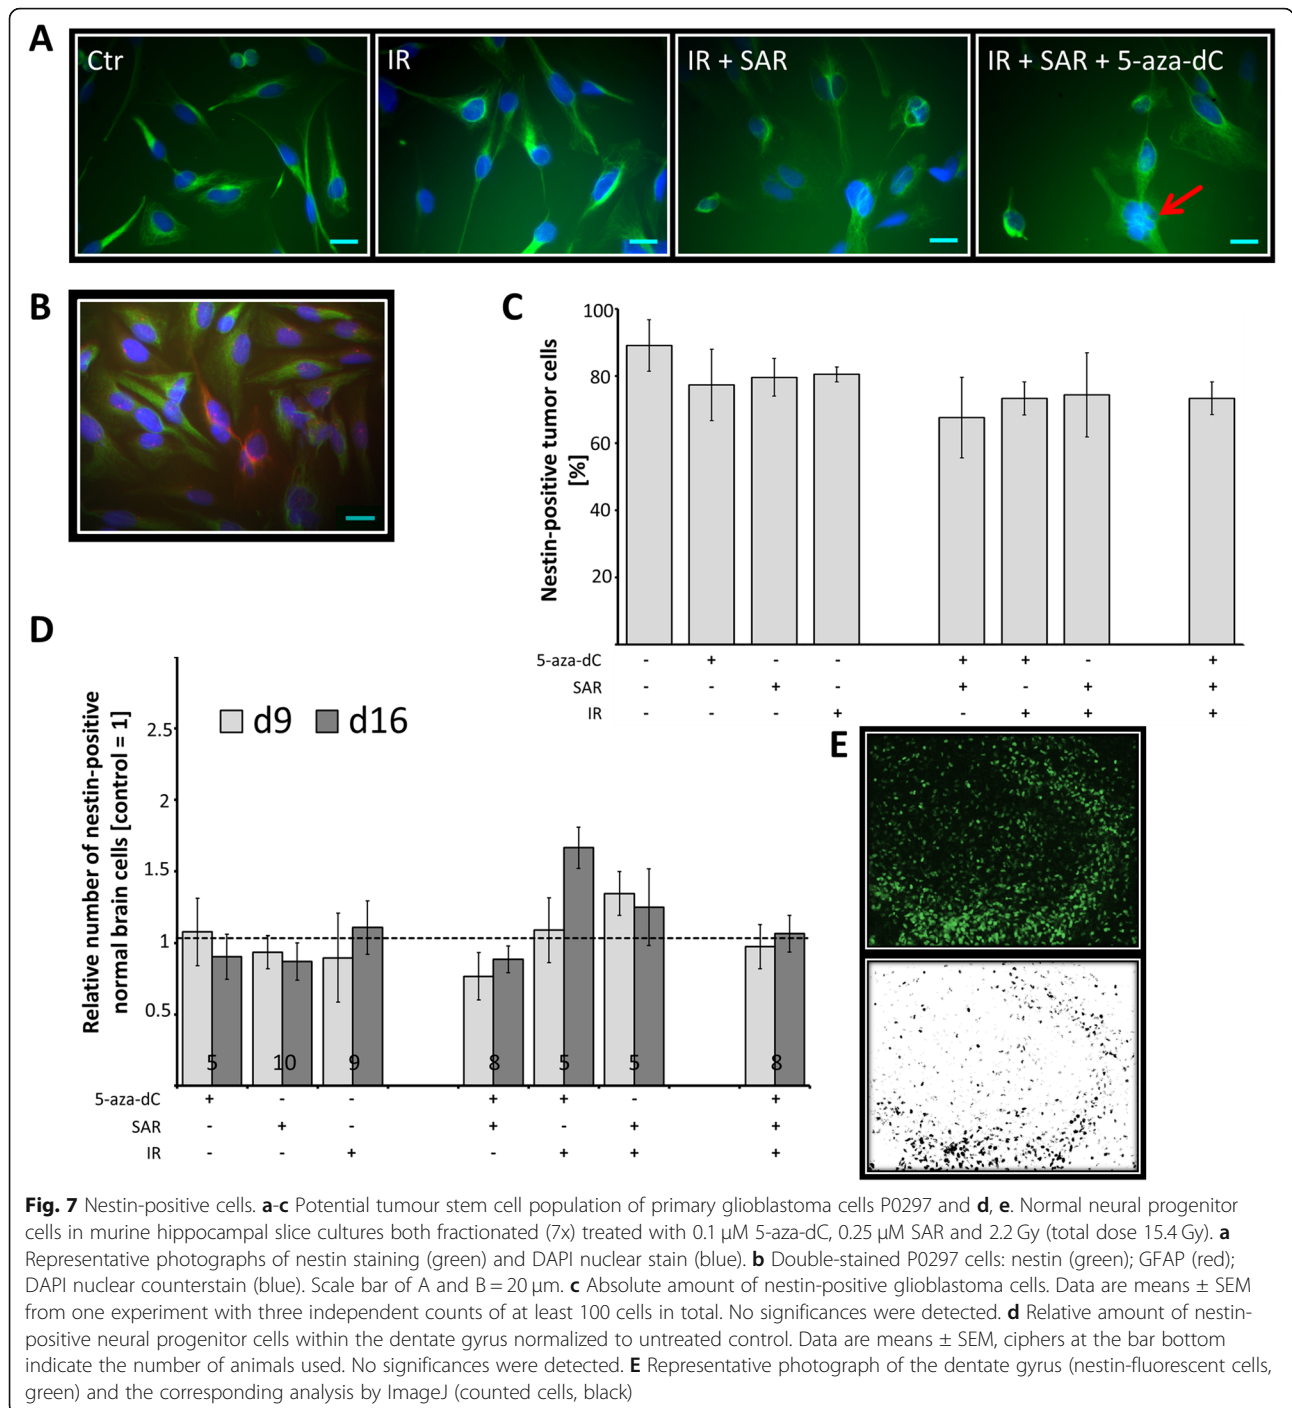 A
Ctr
IR
IR + SAR
IR + SAR + 5-aza-dC
B
C
Nestin-positive tumor cells
[%]
100
80
60
40
20
5-aza-dC - + - - + + - +
SAR - - + - + - + +
IR - - - + - + + +
D
Relative number of nestin-positive
normal brain cells [control = 1]
d9 d16
2.5
2
1.5
1
0.5
5 10 9 8 5 5 8
5-aza-dC + - - + + - +
SAR - + - + - + +
IR - - + - + + +
E
Fig. 7 Nestin-positive cells. a-c Potential tumour stem cell population of primary glioblastoma cells P0297 and d, e. Normal neural progenitor
cells in murine hippocampal slice cultures both fractionated (7x) treated with 0.1 μM 5-aza-dC, 0.25 μM SAR and 2.2 Gy (total dose 15.4 Gy). a
Representative photographs of nestin staining (green) and DAPI nuclear stain (blue). b Double-stained P0297 cells: nestin (green); GFAP (red);
DAPI nuclear counterstain (blue). Scale bar of A and B = 20 μm. c Absolute amount of nestin-positive glioblastoma cells. Data are means ± SEM
from one experiment with three independent counts of at least 100 cells in total. No significances were detected. d Relative amount of nestin-
positive neural progenitor cells within the dentate gyrus normalized to untreated control. Data are means ± SEM, ciphers at the bar bottom
indicate the number of animals used. No significances were detected. E Representative photograph of the dentate gyrus (nestin-fluorescent cells,
green) and the corresponding analysis by ImageJ (counted cells, black)